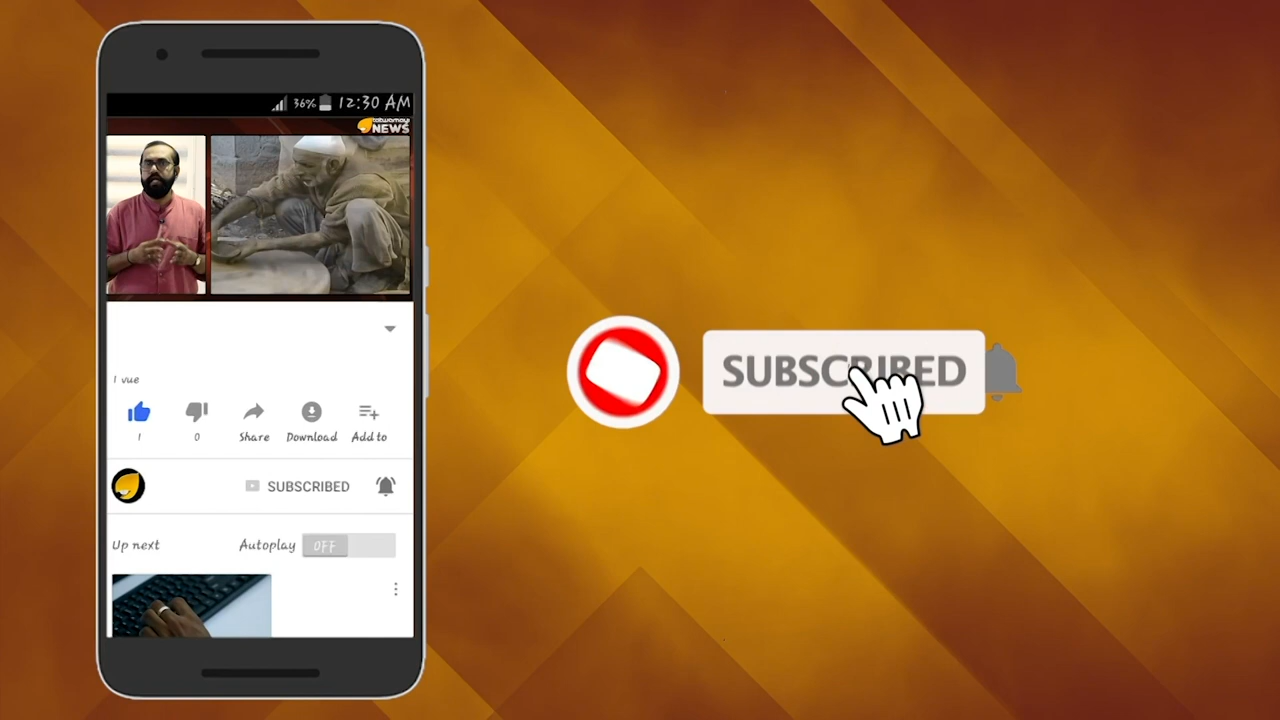 36% 12:30 AM
tatwamayi
NEWS
1 vue
1 0 Share Download Add to
SUBSCRIBED
Up next Autoplay OFF
SUBSCRIBED